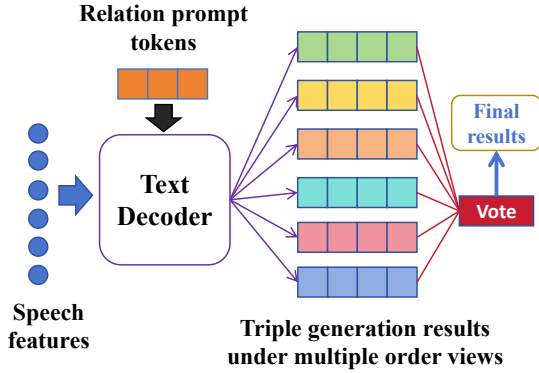 Relation prompt
tokens
Text
Decoder
Speech
features
Triple generation results
under multiple order views
Final
results
Vote